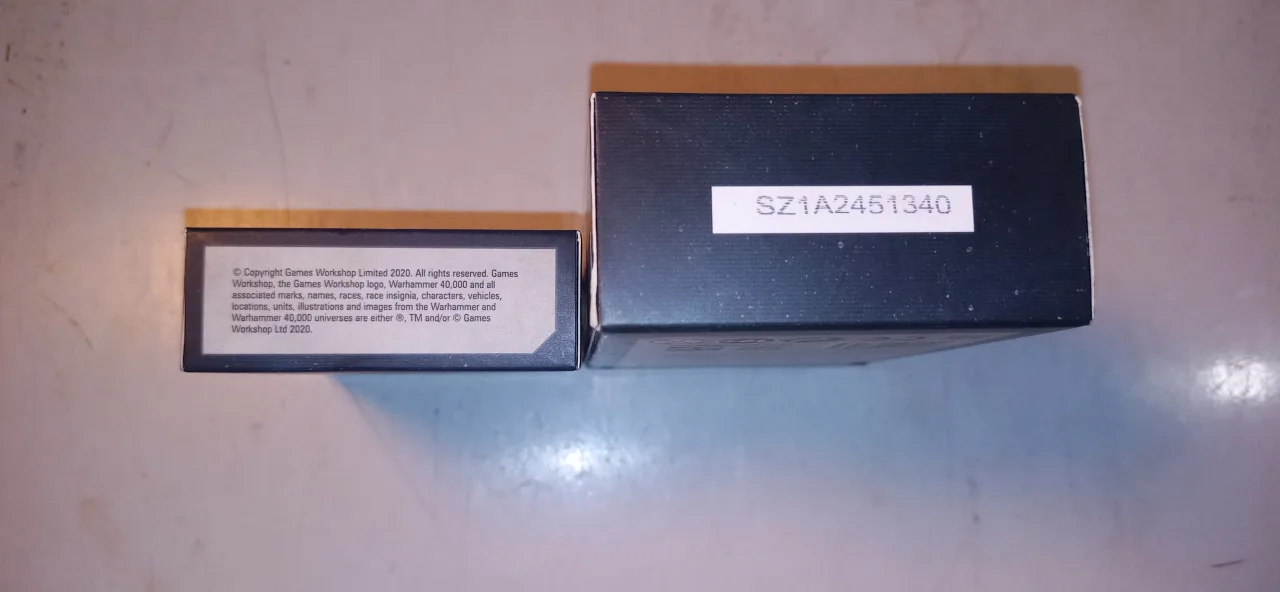 © Copyright Games Workshop Limited 2020. All rights reserved. Games
Workshop, the Games Workshop logo, Warhammer 40,000 and all
associated marks, names, races, race insignia, characters, vehicles,
locations, units, illustrations and images from the Warhammer and
Warhammer 40,000 universes are either ®, TM and/or © Games
Workshop Ltd 2020.
SZ1A2451340